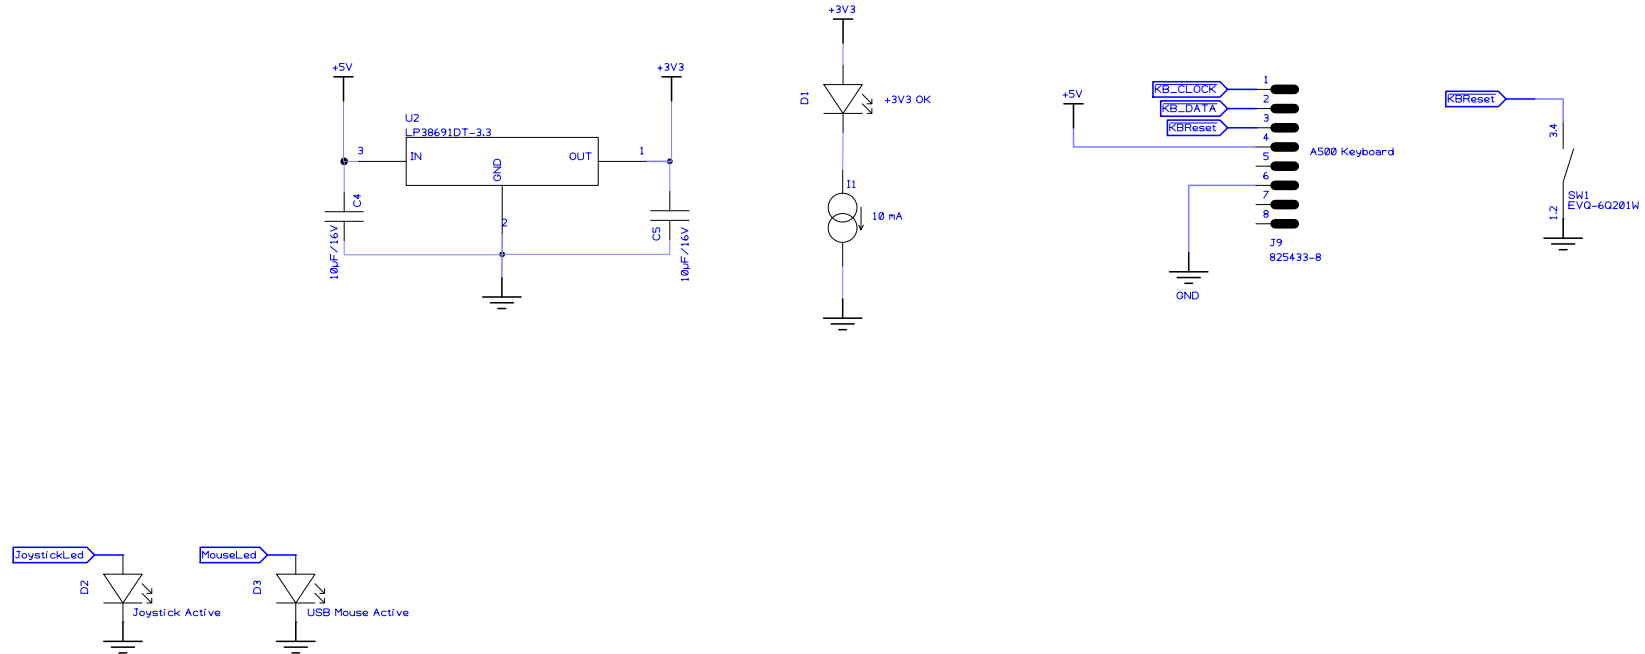 +5V
+3V3
U2
LP38691DT-3.3
3
IN
GND
OUT
1
2
C4
10µF/16V
C5
10µF/16V
+3V3
D1
+3V3 OK
I1
10 mA
+5V
KB_CLOCK
KB_DATA
KBReset
1
2
3
4
5
6
7
8
A500 Keyboard
J9
825433-8
GND
KBReset
3.4
SW1
EVQ-6Q201W
1.2
JoystickLed
D2
Joystick Active
MouseLed
D3
USB Mouse Active